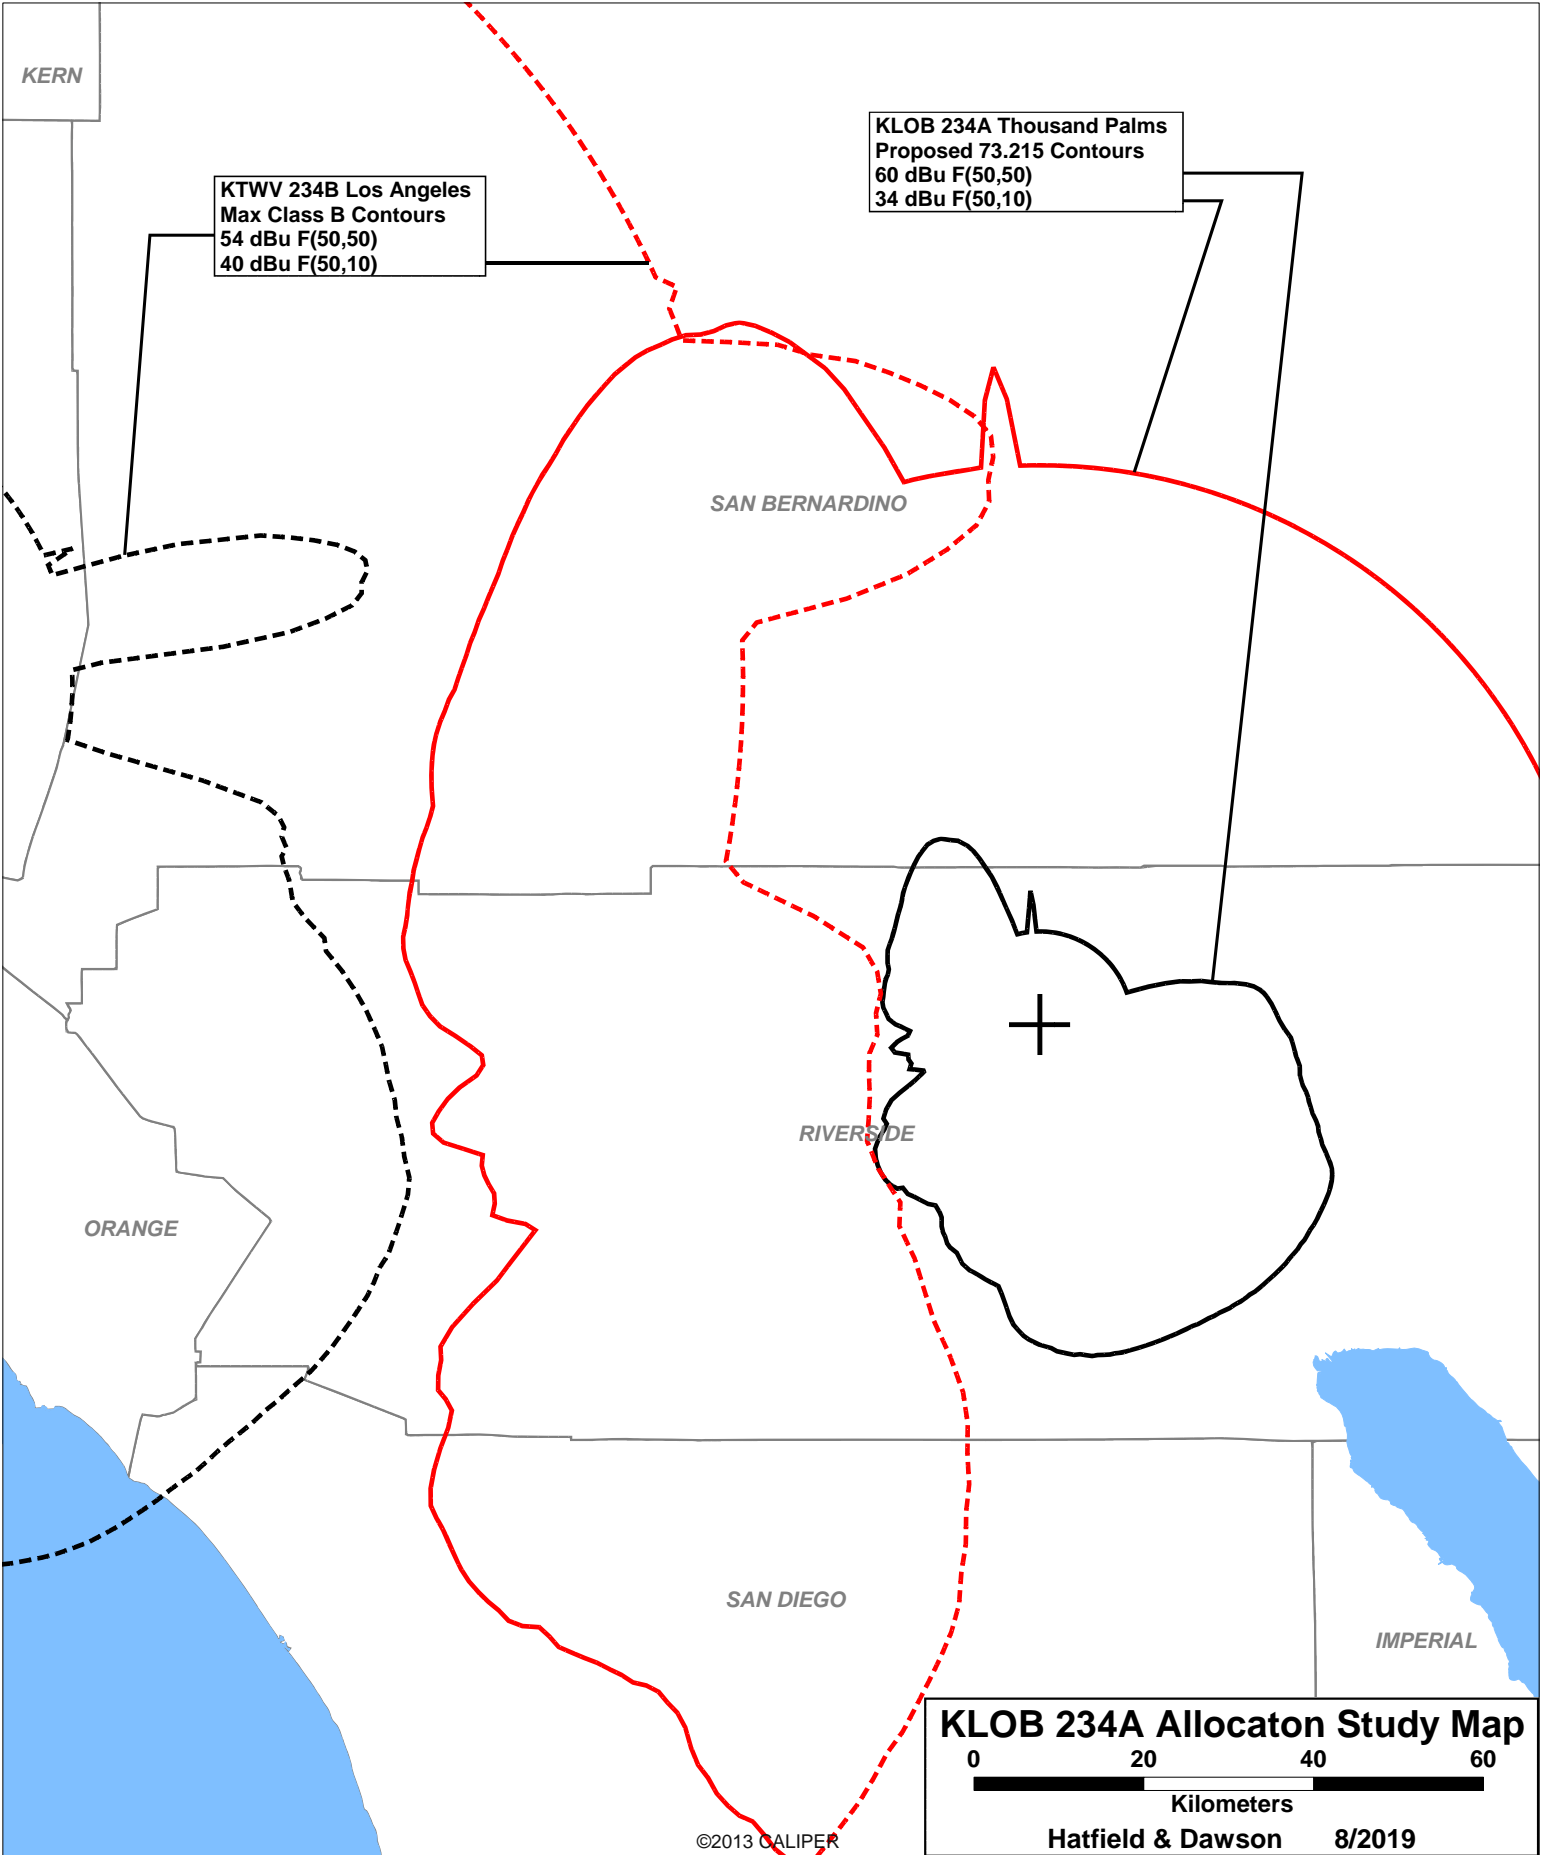 KERN
KLOB 234A Thousand Palms
Proposed 73.215 Contours
60 dBu F(50,50)
34 dBu F(50,10)
KTWV 234B Los Angeles
Max Class B Contours
54 dBu F(50,50)
40 dBu F(50,10)
SAN BERNARDINO
RIVERSIDE
ORANGE
SAN DIEGO
IMPERIAL
KLOB 234A Allocaton Study Map
0 20 40 60
Kilometers
Hatfield & Dawson 8/2019
©2013 CALIPER